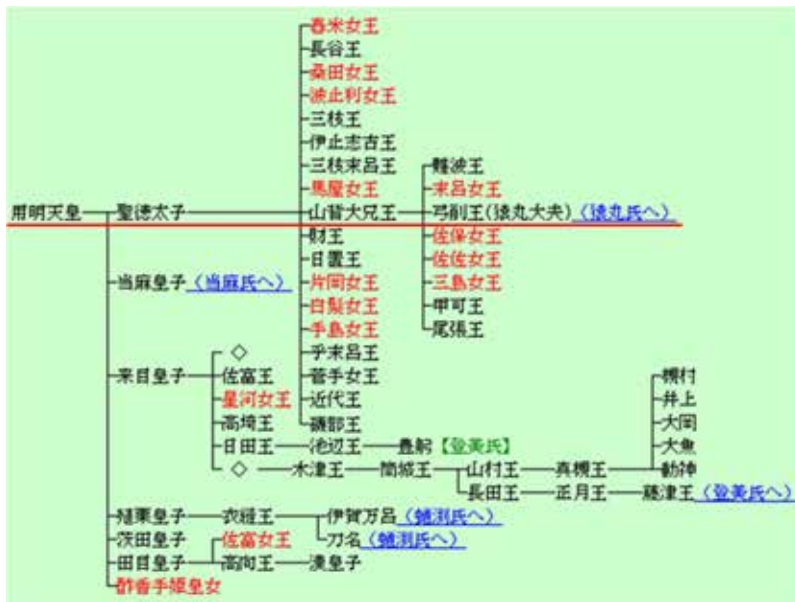 舂米女王
長谷王
桑田女王
波止利女王
三枝王
伊止志古王
三枝末呂王 難波王
馬屋女王 末呂女王
用明天皇 聖徳太子 山背大兄王 弓削王(猿丸大夫) (猿丸氏へ)
財王 佐保女王
日置王 佐佐女王
当麻皇子 (当麻氏へ) 片岡女王 三島女王
白髪女王 甲可王
手島女王 尾張王
◇ 乎末呂王
来目皇子 佐富王 菅手女王 槻村
星河女王 近代王 井上
高埼王 磯部王 大岡
日田王 池辺王 豊躬 【登美氏】 大魚
◇ 木津王 岡城王 山村王 真槻王 勧神
長田王 正月王 藤津王 (登美氏へ)
殖栗皇子 衣縫王 伊賀万呂 (蝮渕氏へ)
茨田皇子 佐富女王 刀名 (蝮渕氏へ)
田目皇子 高向王 漢皇子
酢香手姫皇女